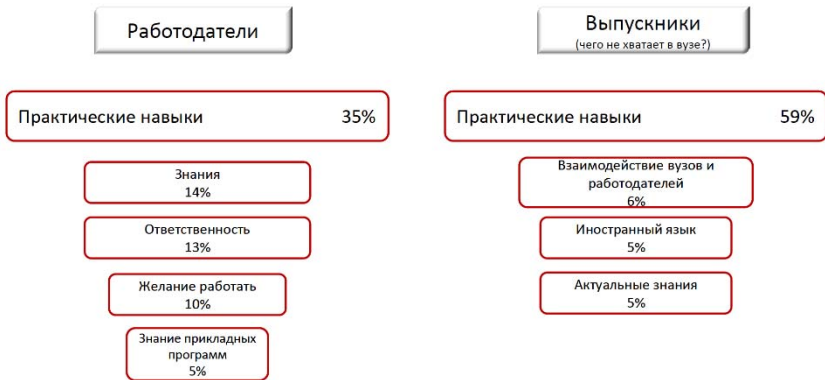 Работодатели
Практические навыки 35%
Знания
14%
Ответственность
13%
Желание работать
10%
Знание прикладных
программ
5%
Выпускники
(чего не хватает в вузе?)
Практические навыки 59%
Взаимодействие вузов и
работодателей
6%
Иностранный язык
5%
Актуальные знания
5%